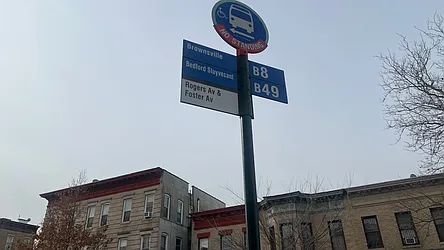 NO STANDING
Brownsville
B8
Bedford Stuyvesant
B49
Rogers Av &
Foster Av